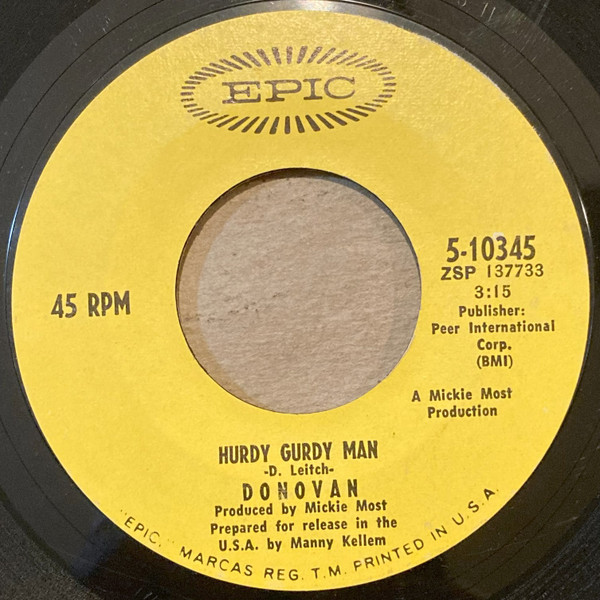 EPIC
45 RPM
5-10345
ZSP 137733
3:15
Publisher:
Peer International
Corp.
(BMI)
A Mickie Most
Production
HURDY GURDY MAN
-D. Leitch-
DONOVAN
Produced by Mickie Most
Prepared for release in the
U.S.A. by Manny Kellem
"EPIC," MARCAS REG. T.M. PRINTED IN U.S.A.